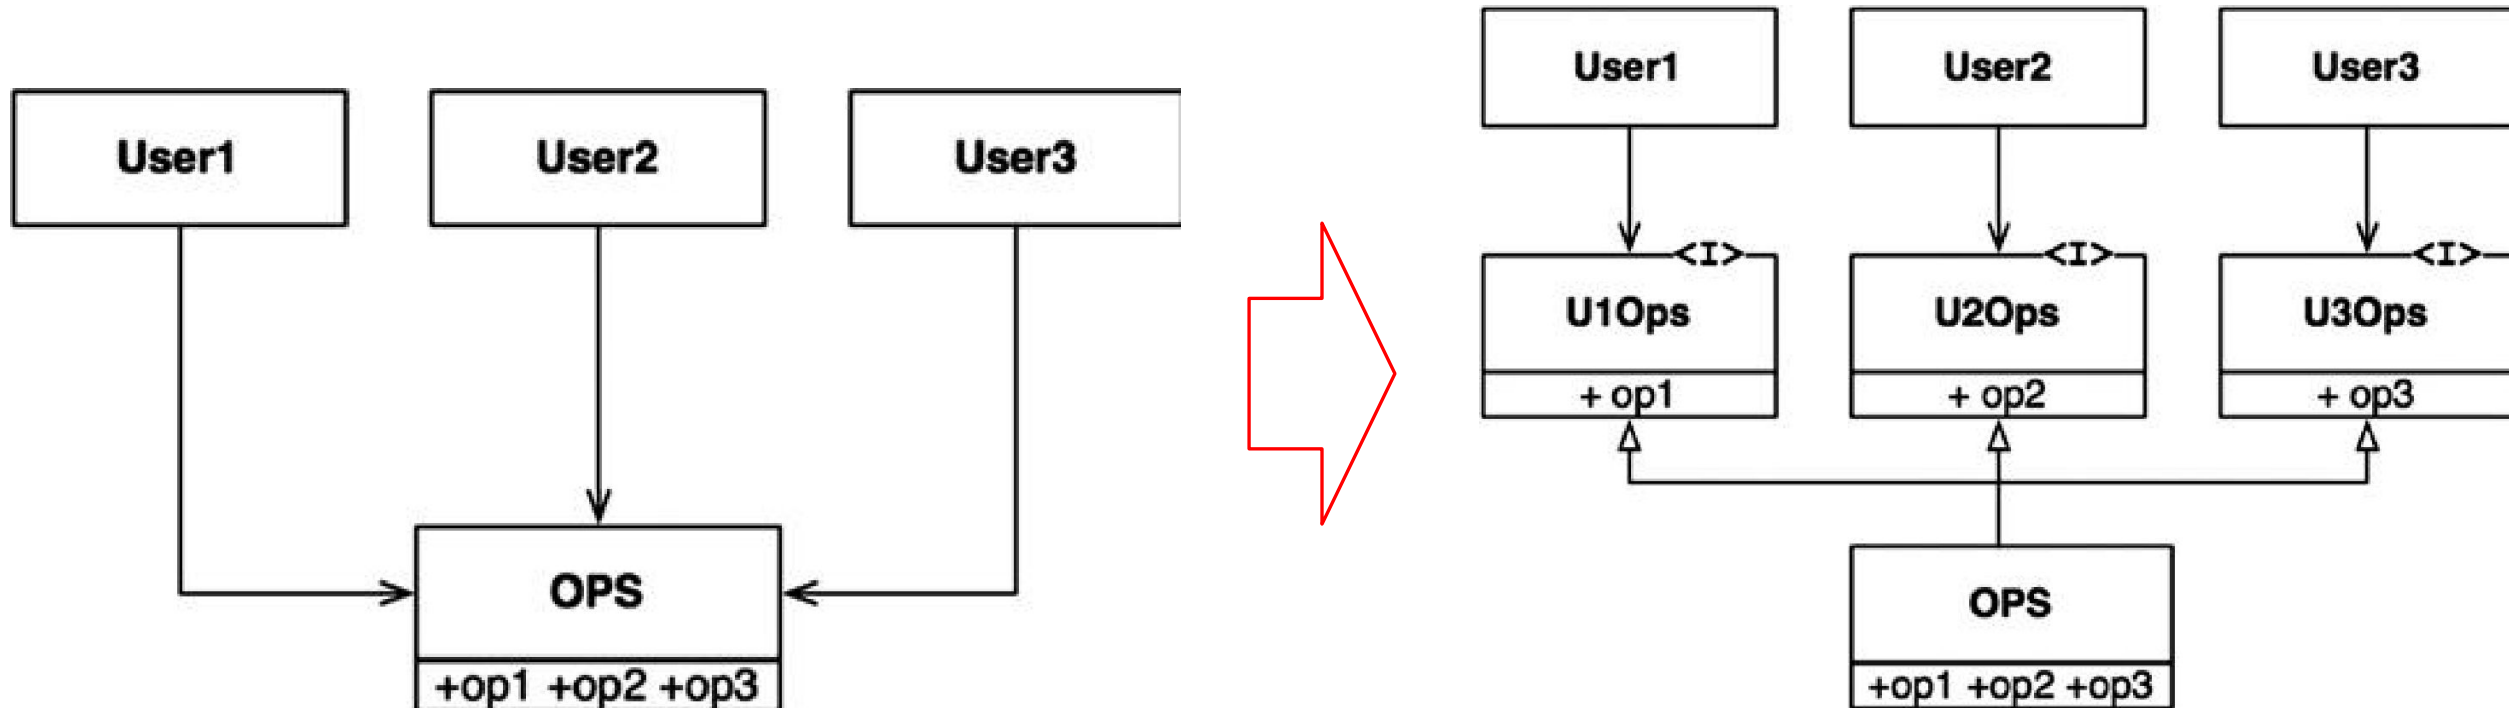 User1
User2
User3
OPS
+op1 +op2 +op3
User1
User2
User3
<I>
<I>
<I>
U1Ops
U2Ops
U3Ops
+ op1
+ op2
+ op3
OPS
+op1 +op2 +op3